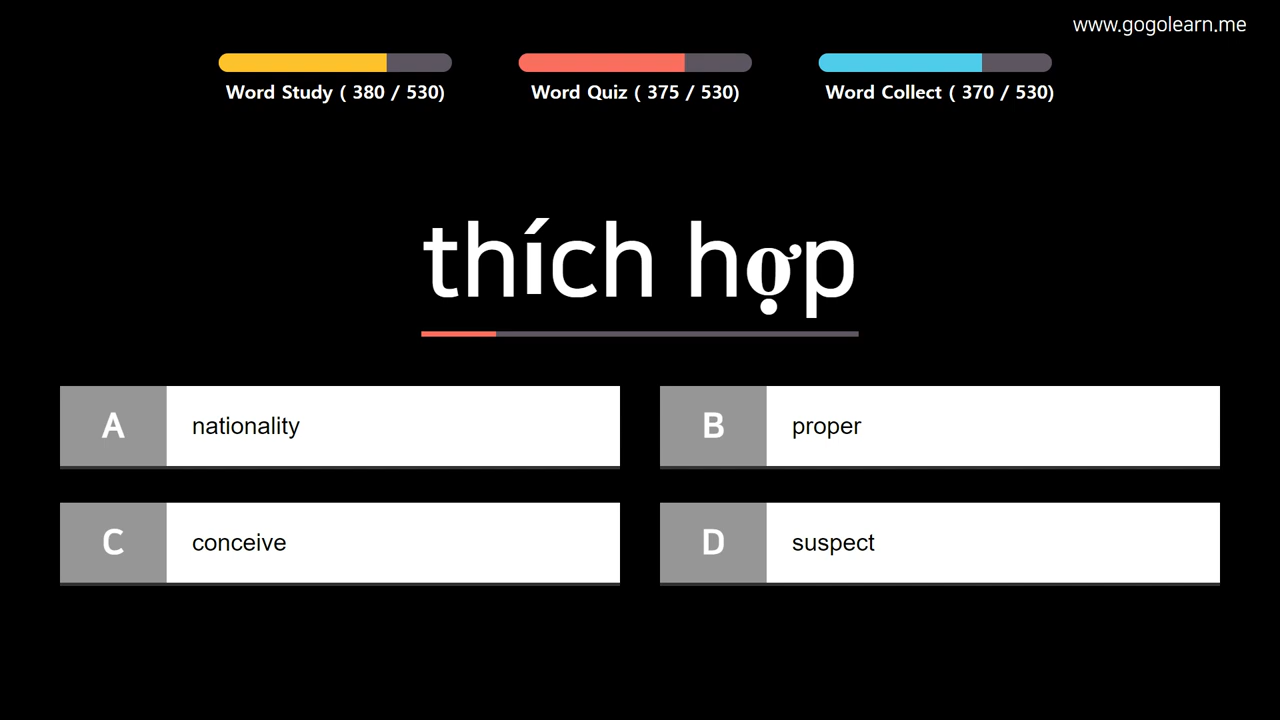 www.gogolearn.me
Word Study ( 380 / 530)
Word Quiz ( 375 / 530)
Word Collect ( 370 / 530)
thích hợp
A nationality
B proper
C conceive
D suspect